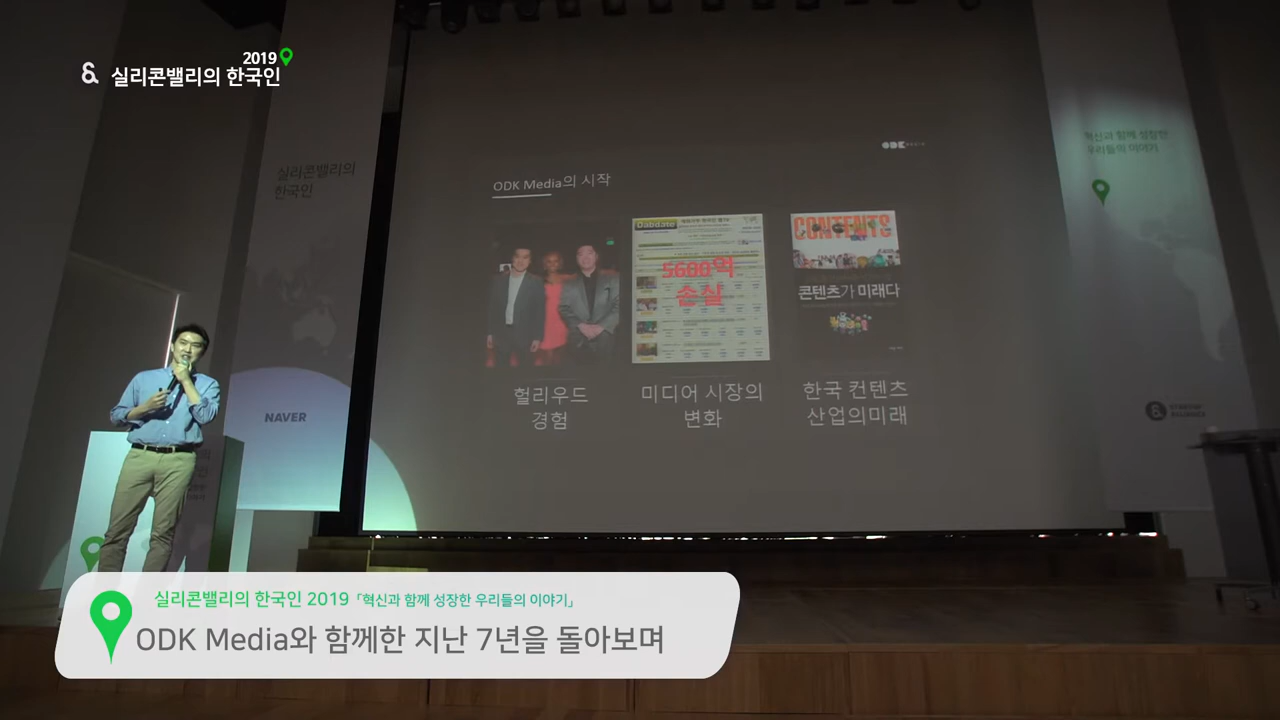 2019
& 실리콘밸리의 한국인
실리콘밸리의
한국인
NAVER
ODK MEDIA
ODK Media의 시작
Dabdate
5600억
손실
CONTENTS
콘텐츠가 미래다
헐리우드
경험
미디어 시장의
변화
한국 컨텐츠
산업의미래
혁신과 함께 성장한
우리들의 이야기
STARTUP
ALLIANCE
실리콘밸리의 한국인 2019 「혁신과 함께 성장한 우리들의 이야기」
ODK Media와 함께한 지난 7년을 돌아보며